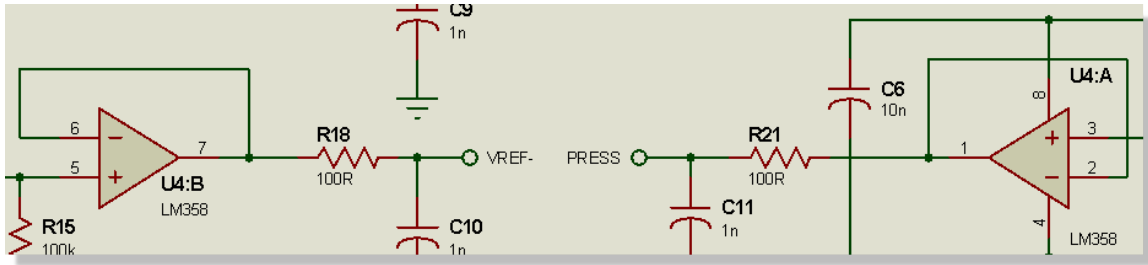 C9
1n
6
5
7
U4:B
LM358
R15
100k
R18
100R
VREF-
C10
1n
PRESS
R21
100R
C11
1n
C6
10n
U4:A
8
3
1
2
4
LM358